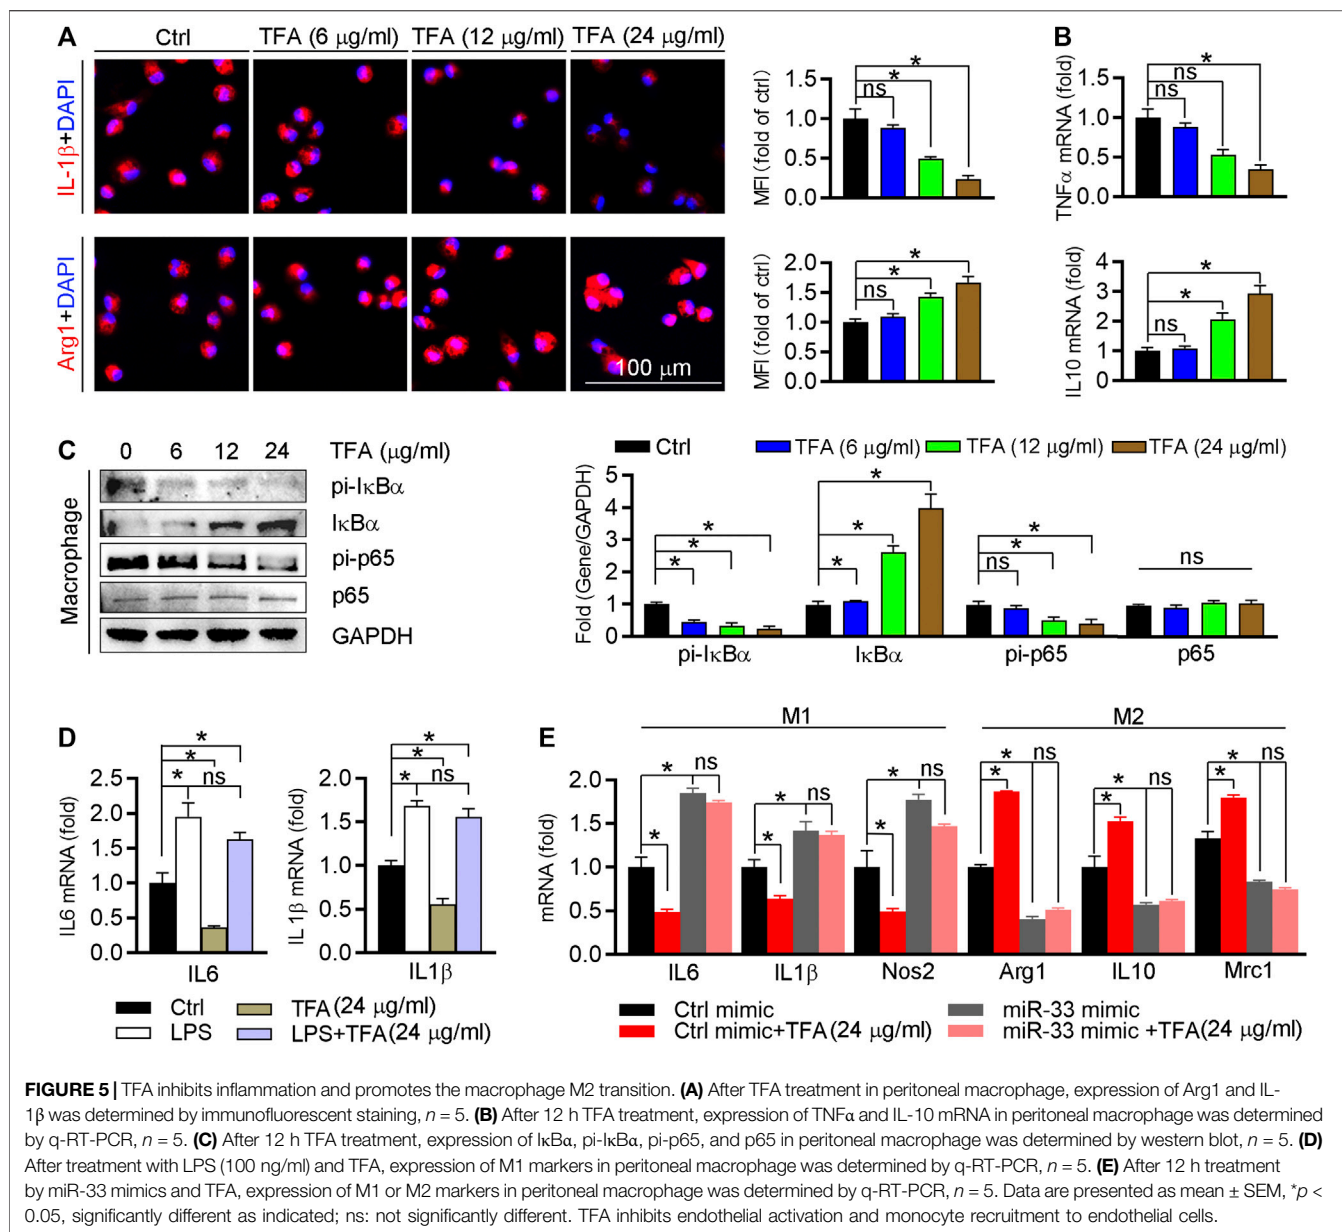 A
Ctrl
TFA (6 μg/ml)
TFA (12 μg/ml)
TFA (24 μg/ml)
IL-1β+DAPI
Arg1+DAPI
100 μm
MFI (fold of ctrl)
1.5
1.0
0.5
0.0
ns
*
*
MFI (fold of ctrl)
2.0
1.5
1.0
0.5
0.0
ns
*
*
B
TNFα mRNA (fold)
1.5
1.0
0.5
0.0
ns
ns
*
IL10 mRNA (fold)
4
3
2
1
0
ns
*
*
C
0 6 12 24 TFA (μg/ml)
Macrophage
pi-IκBα
IκBα
pi-p65
p65
GAPDH
Ctrl
TFA (6 μg/ml)
TFA (12 μg/ml)
TFA (24 μg/ml)
Fold (Gene/GAPDH)
5
4
3
2
1
0
* * *
* * *
ns * *
ns
pi-IκBα IκBα pi-p65 p65
D
IL6 mRNA (fold)
2.5
2.0
1.5
1.0
0.5
0.0
*
*
* ns
IL6
IL 1β mRNA (fold)
2.0
1.5
1.0
0.5
0.0
*
*
* ns
IL1β
Ctrl
TFA (24 μg/ml)
LPS
LPS+TFA (24 μg/ml)
E
M1
M2
mRNA (fold)
2.0
1.5
1.0
0.5
0.0
* ns
*
* ns
*
* ns
*
* * ns
*
* ns
*
* ns
*
IL6 IL1β Nos2 Arg1 IL10 Mrc1
Ctrl mimic
miR-33 mimic
Ctrl mimic+TFA (24 μg/ml)
miR-33 mimic +TFA (24 μg/ml)
FIGURE 5 | TFA inhibits inflammation and promotes the macrophage M2 transition. (A) After TFA treatment in peritoneal macrophage, expression of Arg1 and IL-
1β was determined by immunofluorescent staining, n = 5. (B) After 12 h TFA treatment, expression of TNFα and IL-10 mRNA in peritoneal macrophage was determined
by q-RT-PCR, n = 5. (C) After 12 h TFA treatment, expression of IκBα, pi-IκBα, pi-p65, and p65 in peritoneal macrophage was determined by western blot, n = 5. (D)
After treatment with LPS (100 ng/ml) and TFA, expression of M1 markers in peritoneal macrophage was determined by q-RT-PCR, n = 5. (E) After 12 h treatment
by miR-33 mimics and TFA, expression of M1 or M2 markers in peritoneal macrophage was determined by q-RT-PCR, n = 5. Data are presented as mean ± SEM, *p <
0.05, significantly different as indicated; ns: not significantly different. TFA inhibits endothelial activation and monocyte recruitment to endothelial cells.